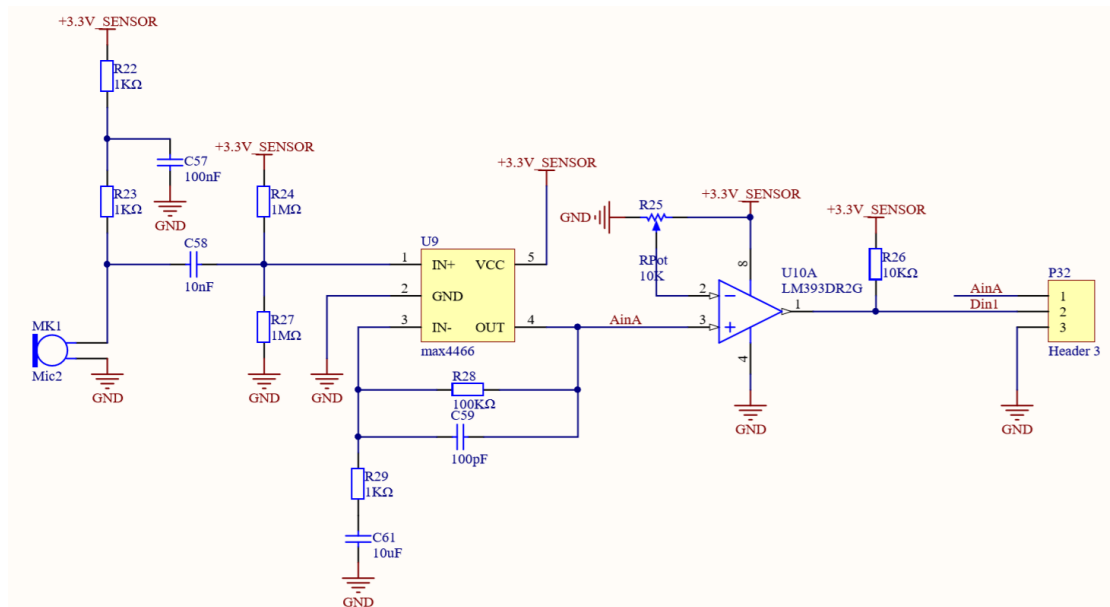 +3.3V_SENSOR
R22
1KΩ
C57
100nF
GND
R23
1KΩ
+3.3V_SENSOR
R24
1MΩ
C58
10nF
R27
1MΩ
GND
MK1
Mic2
GND
+3.3V_SENSOR
U9
1 IN+ VCC 5
2 GND
3 IN- OUT 4
max4466
GND
AinA
R28
100KΩ
C59
100pF
R29
1KΩ
C61
10uF
GND
GND
R25
RPot
10K
+3.3V_SENSOR
8
U10A
LM393DR2G
2
3
1
4
GND
+3.3V_SENSOR
R26
10KΩ
P32
AinA 1
Din1 2
3
Header 3
GND